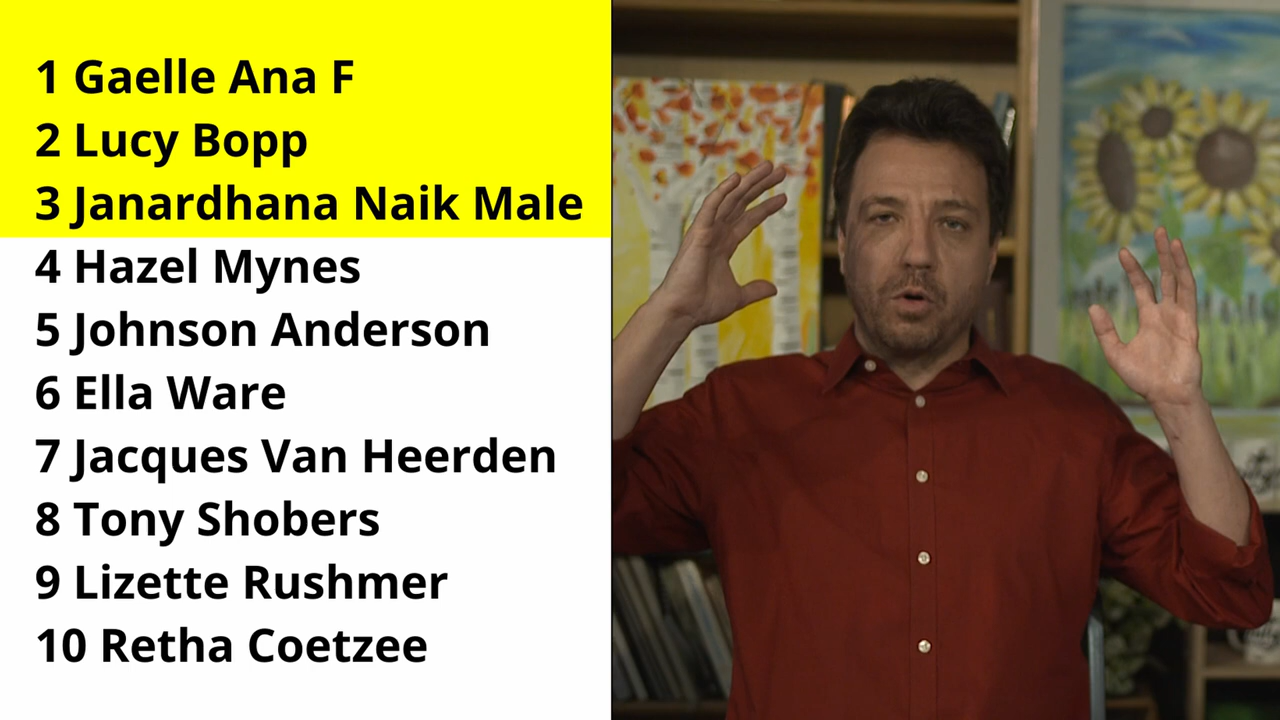 1 Gaelle Ana F
2 Lucy Bopp
3 Janardhana Naik Male
4 Hazel Mynes
5 Johnson Anderson
6 Ella Ware
7 Jacques Van Heerden
8 Tony Shobers
9 Lizette Rushmer
10 Retha Coetzee